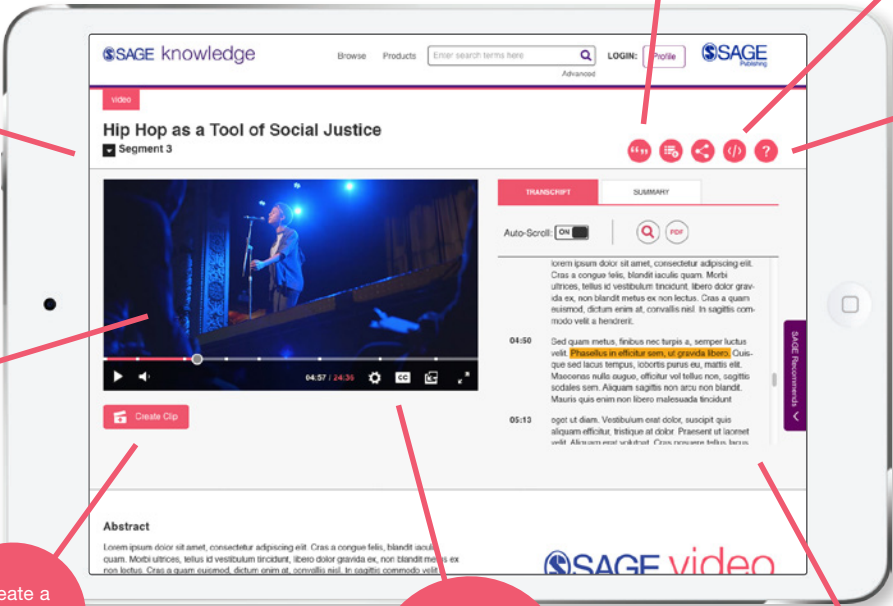 SAGE knowledge
Browse Products Enter search terms here LOGIN: Profile SAGE Publishing
Advanced
video
Hip Hop as a Tool of Social Justice
Segment 3
“ ” </> ?
TRANSCRIPT SUMMARY
Auto-Scroll: ON PDF
lorem ipsum dolor sit amet, consectetur adipiscing elit.
Cras a congue felis, blandit iaculis quam. Morbi
ultrices, tellus id vestibulum tincidunt, libero dolor grav-
ida ex, non blandit metus ex non lectus. Cras a quam
euismod, dictum enim at, convallis nisl. In sagittis com-
modo velit a hendrerit.
04:50 Sed quam metus, finibus nec turpis a, semper luctus
velit. Phasellus in efficitur sem, ut gravida libero. Quis-
que sed lacus tempus, lobortis purus eu, mattis elit.
Maecenas nulla augue, efficitur vol tellus non, sagittis
sodales sem. Aliquam sagittis non arcu non blandit.
Mauris quis enim non libero malesuada tincidunt
05:13 eget ut diam. Vestibulum erat dolor, suscipit quis
aliquam efficitur, tristique at dolor. Praesent ut laoreet
velit. Aliquam erat volutpat. Cras posuere tellus lacus
SAGE Recommends
04:57 / 24:36 CC
Create Clip
Abstract
Lorem ipsum dolor sit amet, consectetur adipiscing elit. Cras a congue felis, blandit iaculis
quam. Morbi ultrices, tellus id vestibulum tincidunt, libero dolor gravida ex, non blandit metus ex
non lectus. Cras a quam euismod, dictum enim at, convallis nisl. In sagittis commodo velit
SAGE video
eate a